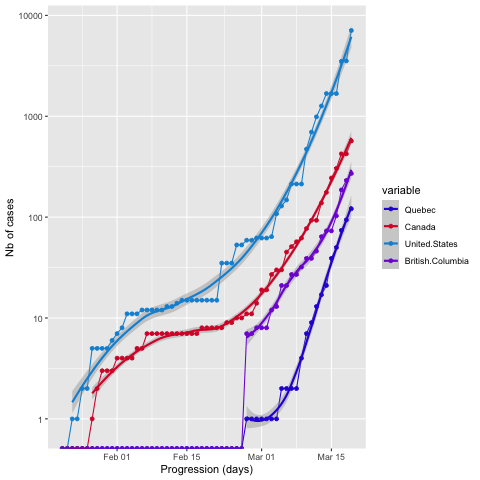 10000
1000
100
10
1
Nb of cases
Feb 01 Feb 15 Mar 01 Mar 15
Progression (days)
variable
Quebec
Canada
United.States
British.Columbia